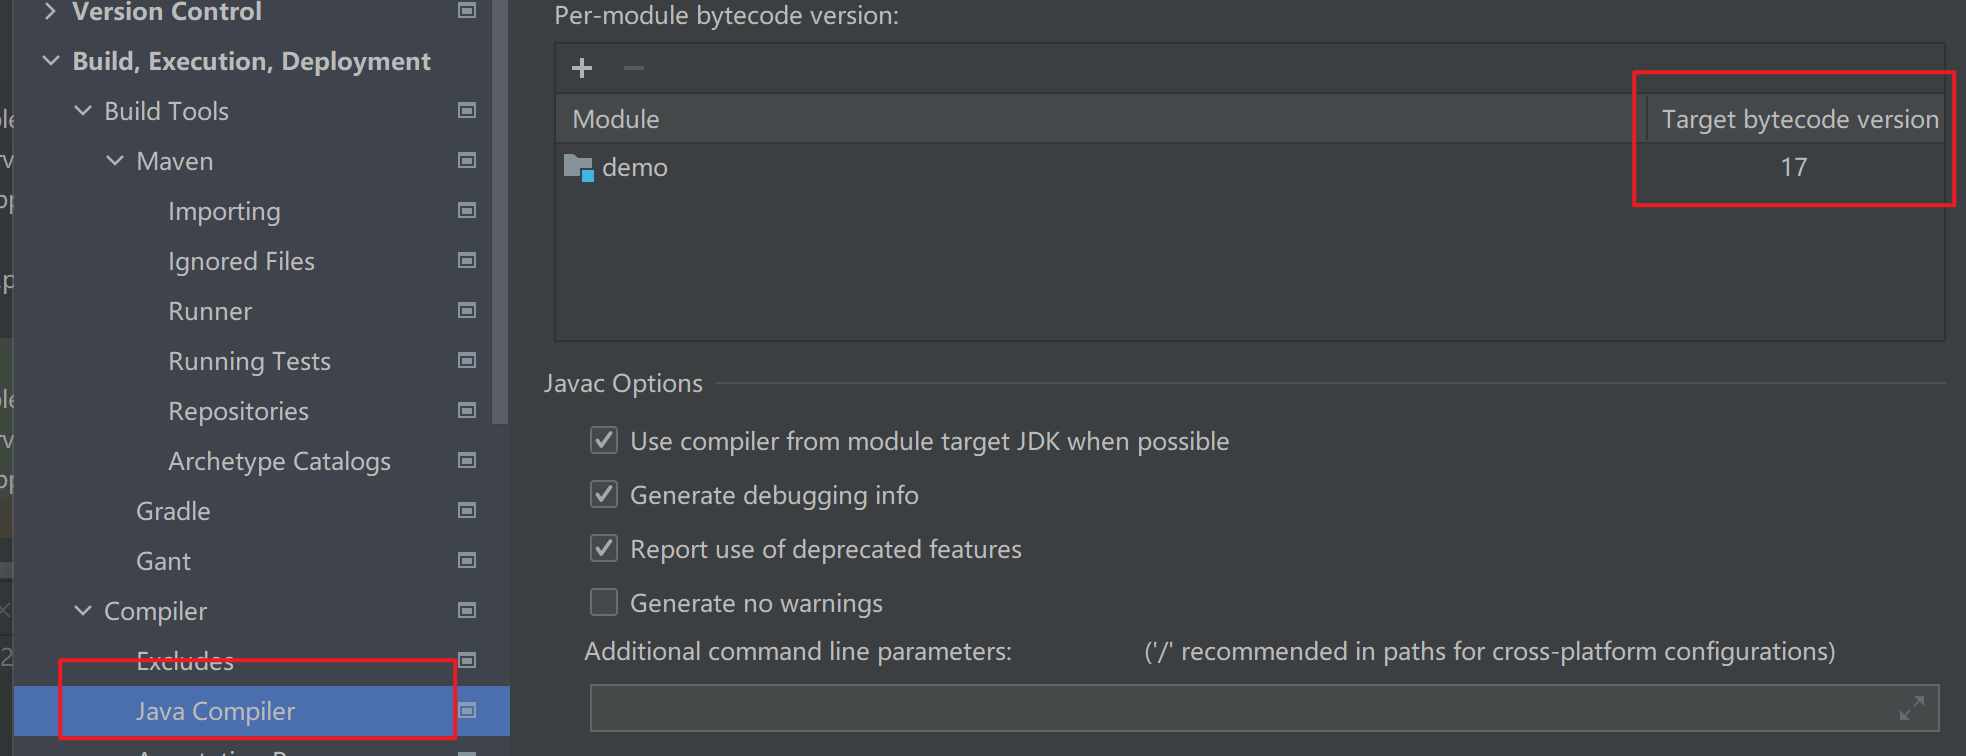 Version Control
Build, Execution, Deployment
Build Tools
Maven
Importing
Ignored Files
Runner
Running Tests
Repositories
Archetype Catalogs
Gradle
Gant
Compiler
Excludes
Java Compiler
Per-module bytecode version:
Module
Target bytecode version
demo
17
Javac Options
Use compiler from module target JDK when possible
Generate debugging info
Report use of deprecated features
Generate no warnings
Additional command line parameters:
('/' recommended in paths for cross-platform configurations)